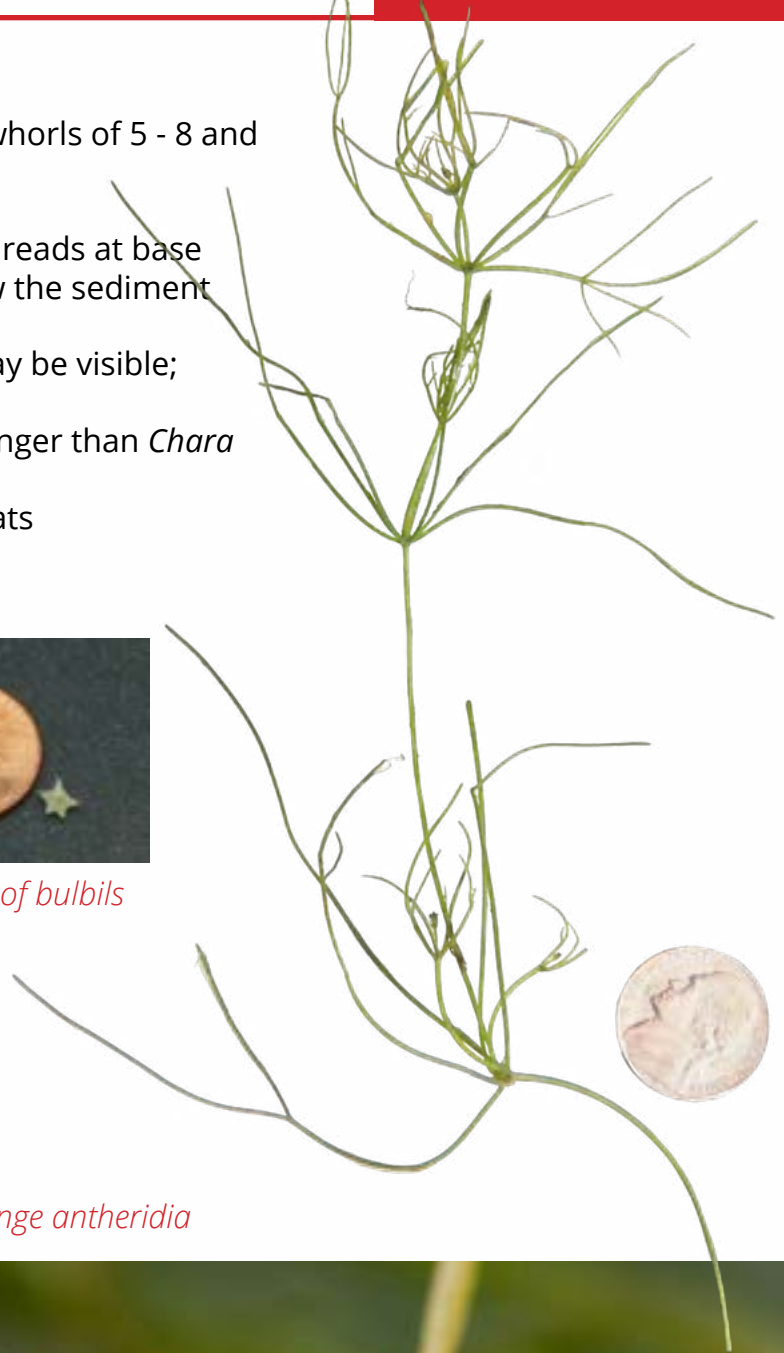 whorls of 5 - 8 and
reads at base
the sediment
ay be visible;
nger than Chara
ats
of bulbils
nge antheridia